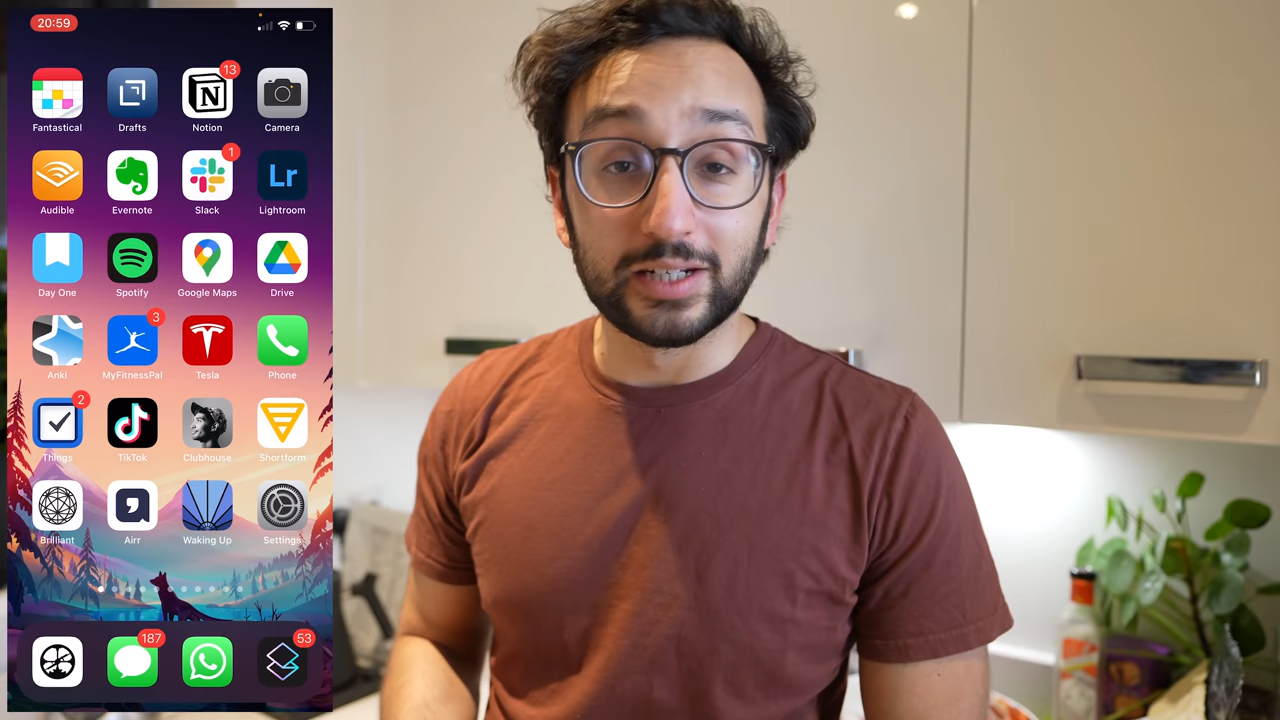 20:59
13
Fantastical Drafts Notion Camera
1
Lr
Audible Evernote Slack Lightroom
Day One Spotify Google Maps Drive
3
Anki MyFitnessPal Tesla Phone
2
Things TikTok Clubhouse Shortform
Brilliant Airr Waking Up Settings
187 53